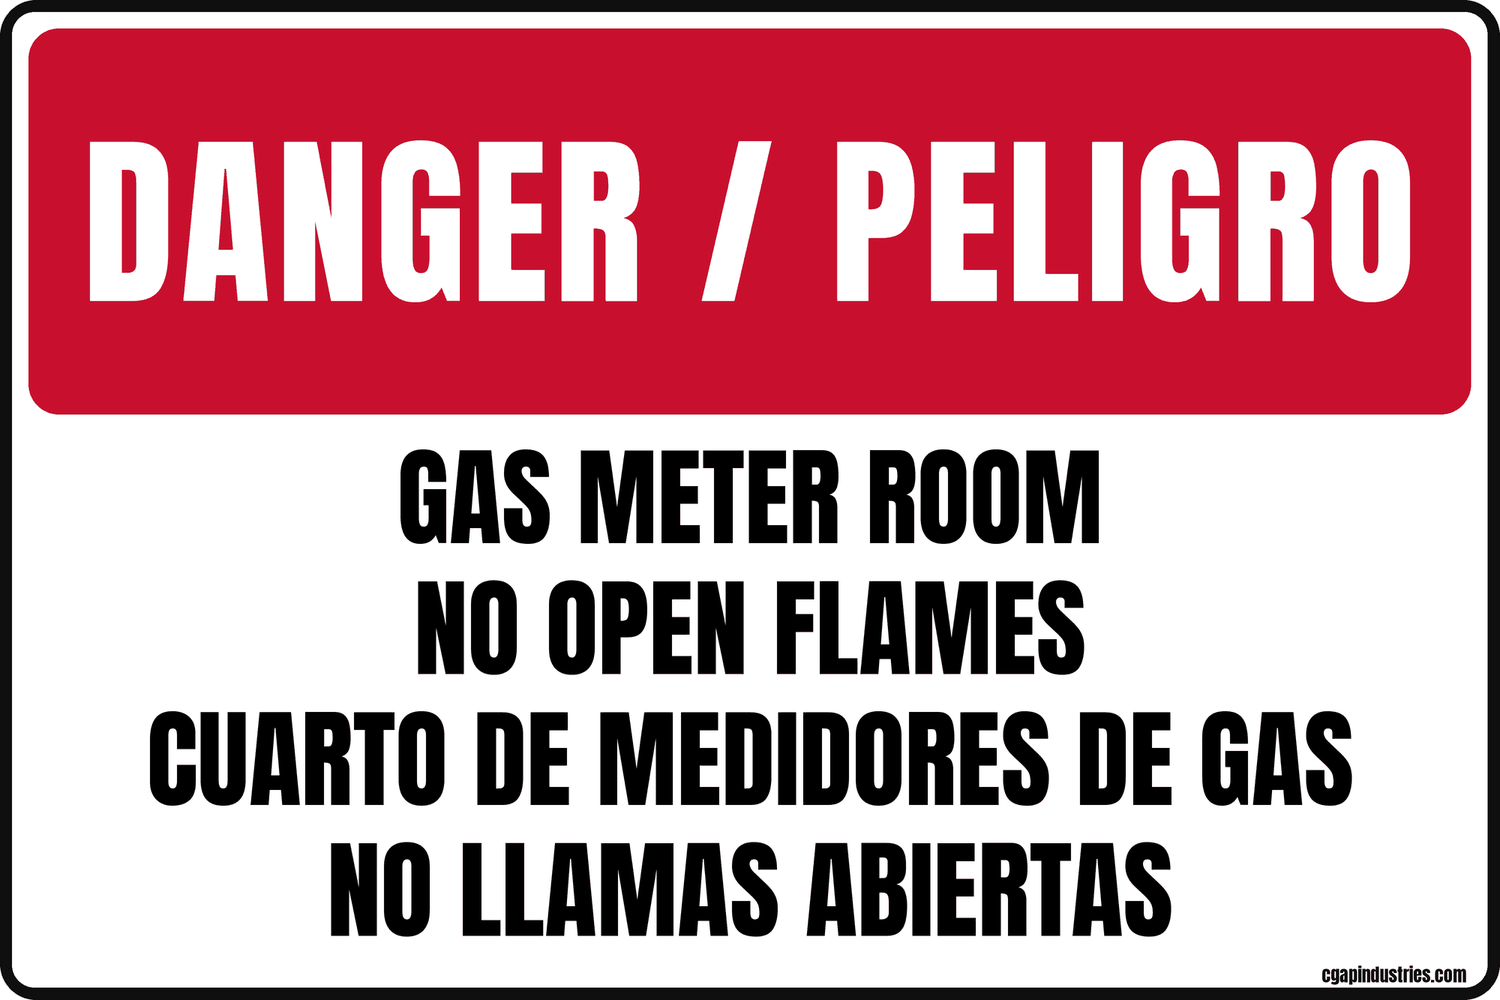 DANGER / PELIGRO
GAS METER ROOM
NO OPEN FLAMES
CUARTO DE MEDIDORES DE GAS
NO LLAMAS ABIERTAS
cgapindustries.com